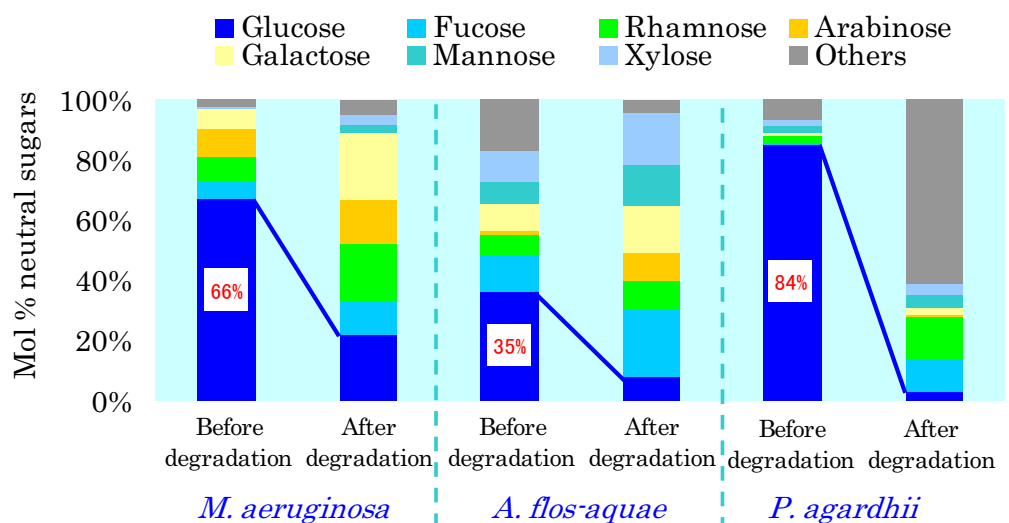 Glucose Fucose Rhamnose Arabinose
Galactose Mannose Xylose Others
Mol % neutral sugars
100%
80%
60%
40%
20%
0%
66%
35%
84%
Before degradation
After degradation
Before degradation
After degradation
Before degradation
After degradation
M. aeruginosa
A. flos-aquae
P. agardhii